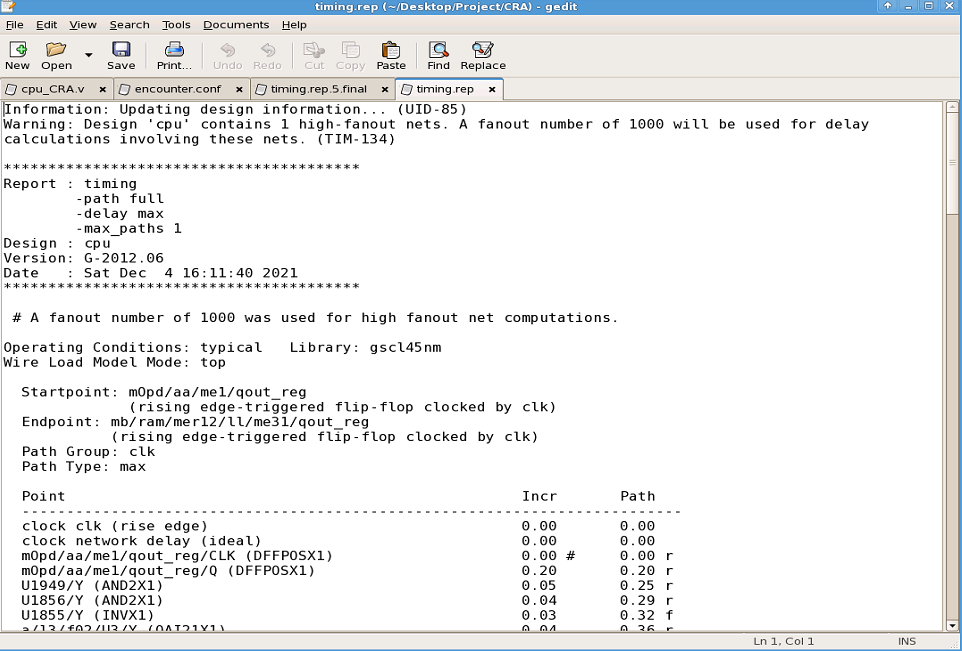 timing.rep (~/Desktop/Project/CRA) - gedit
File Edit View Search Tools Documents Help
New Open Save Print... Undo Redo Cut Copy Paste Find Replace
cpu_CRA.v encounter.conf timing.rep.5.final timing.rep
Information: Updating design information... (UID-85)
Warning: Design 'cpu' contains 1 high-fanout nets. A fanout number of 1000 will be used for delay
calculations involving these nets. (TIM-134)
****************************************
Report : timing
        -path full
        -delay max
        -max_paths 1
Design : cpu
Version: G-2012.06
Date   : Sat Dec  4 16:11:40 2021
****************************************
 # A fanout number of 1000 was used for high fanout net computations.
Operating Conditions: typical   Library: gscl45nm
Wire Load Model Mode: top
  Startpoint: mOpd/aa/me1/qout_reg
              (rising edge-triggered flip-flop clocked by clk)
  Endpoint: mb/ram/mer12/ll/me31/qout_reg
            (rising edge-triggered flip-flop clocked by clk)
  Path Group: clk
  Path Type: max
  Point                                                   Incr       Path
  --------------------------------------------------------------------------
  clock clk (rise edge)                                   0.00       0.00
  clock network delay (ideal)                             0.00       0.00
  mOpd/aa/me1/qout_reg/CLK (DFFPOSX1)                     0.00 #     0.00 r
  mOpd/aa/me1/qout_reg/Q (DFFPOSX1)                       0.20       0.20 r
  U1949/Y (AND2X1)                                        0.05       0.25 r
  U1856/Y (AND2X1)                                        0.04       0.29 r
  U1855/Y (INVX1)                                         0.03       0.32 f
  a/l3/f02/U3/Y (OAI21X1)                                 0.04       0.36 r
Ln 1, Col 1 INS